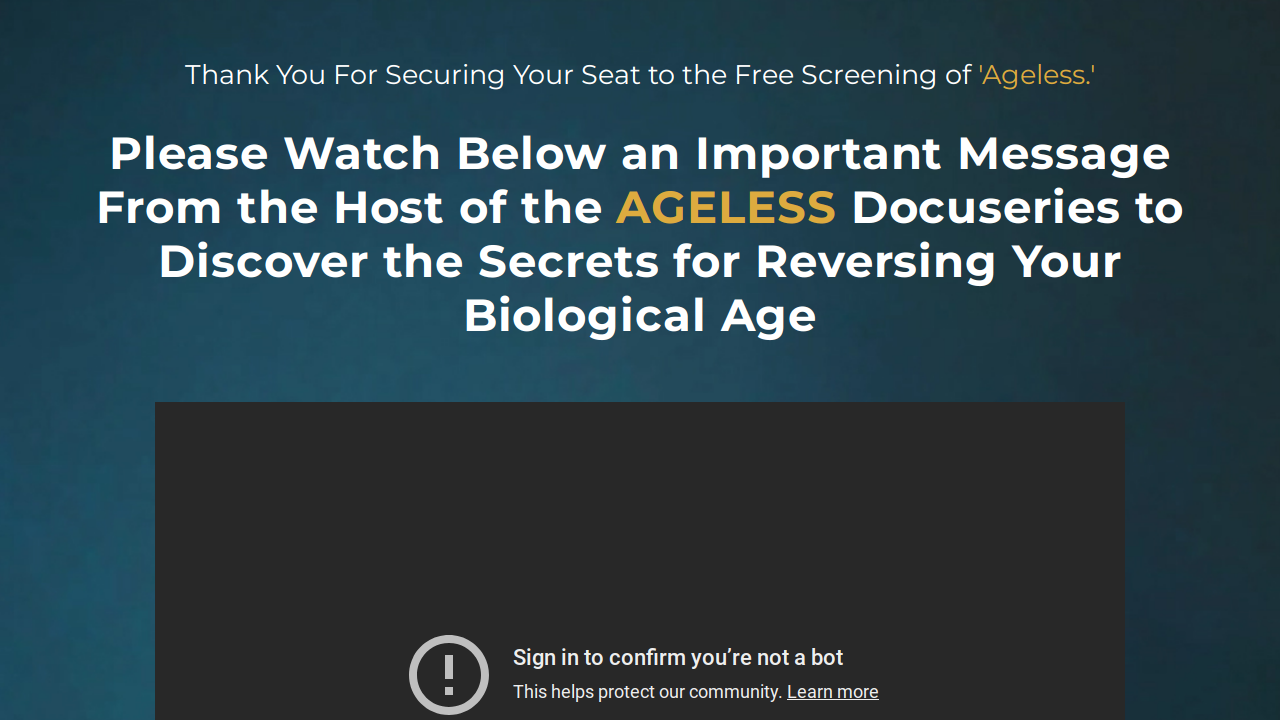 Thank You For Securing Your Seat to the Free Screening of 'Ageless.'
Please Watch Below an Important Message
From the Host of the AGELESS Docuseries to
Discover the Secrets for Reversing Your
Biological Age
Sign in to confirm you’re not a bot
This helps protect our community. Learn more